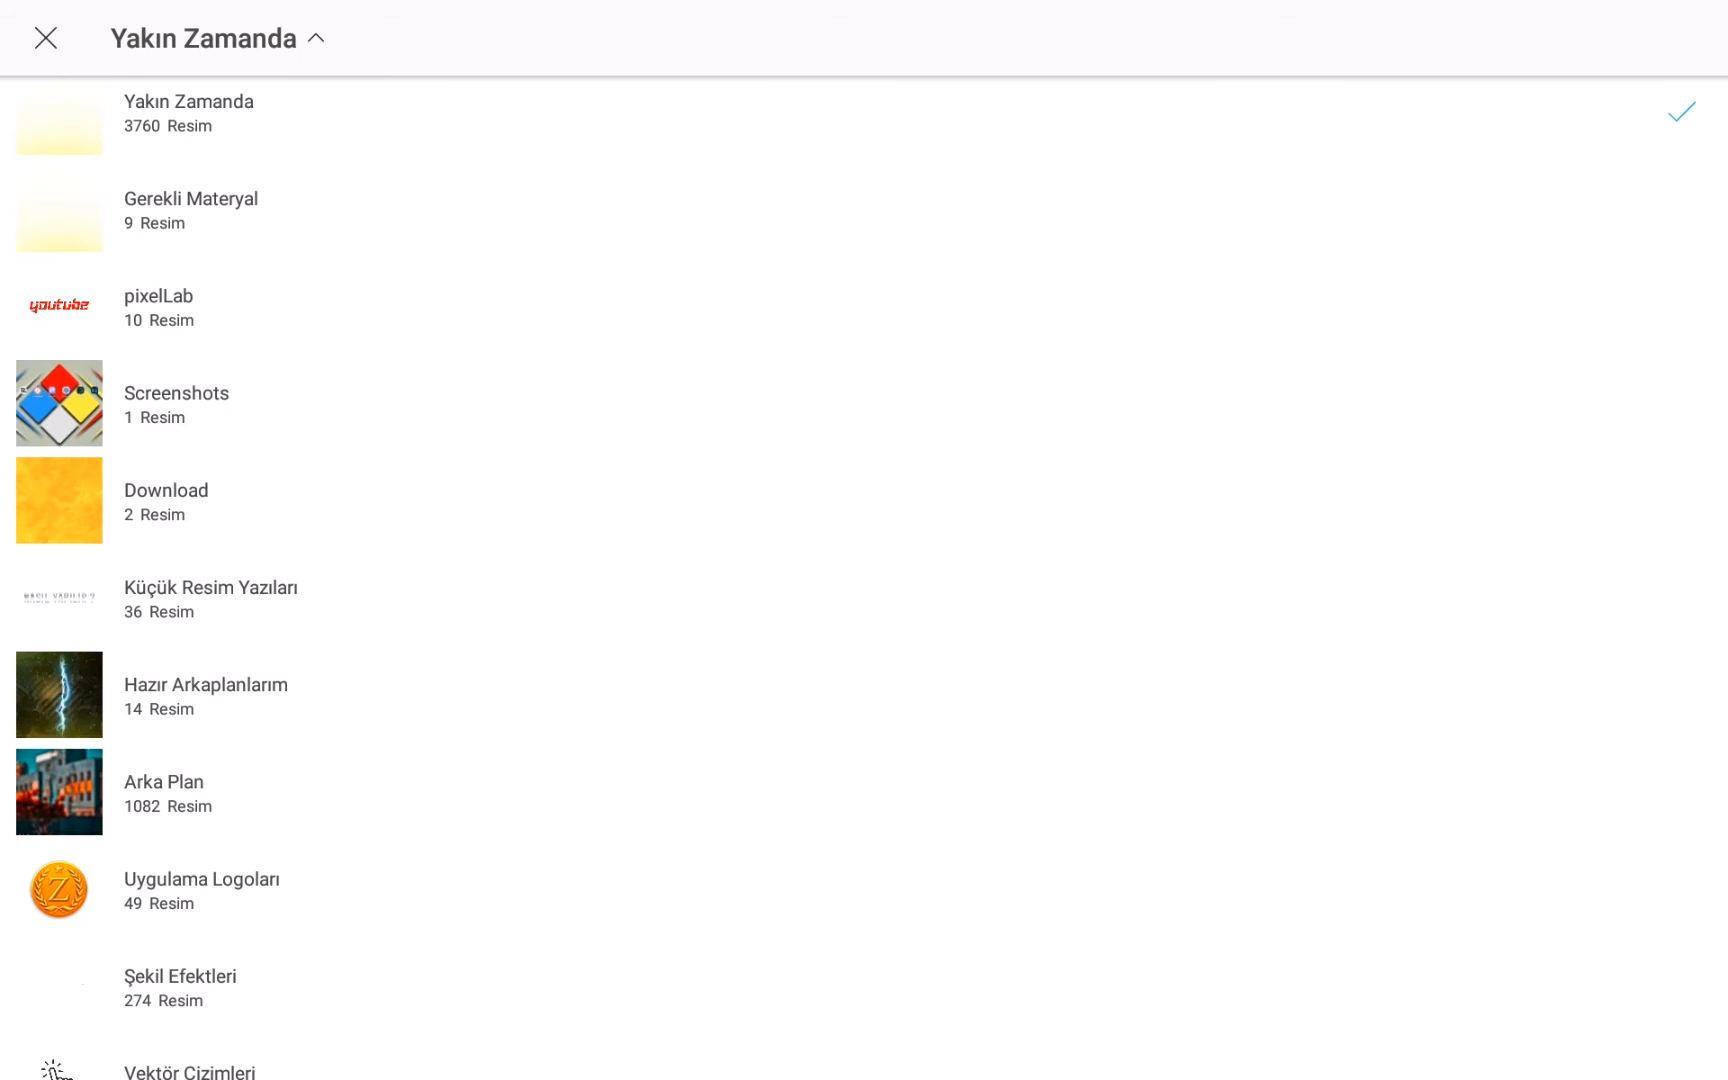 Yakın Zamanda
Yakın Zamanda
3760 Resim
Gerekli Materyal
9 Resim
youtube
pixelLab
10 Resim
Screenshots
1 Resim
Download
2 Resim
NASIL YAPILIR ?
Küçük Resim Yazıları
36 Resim
Hazır Arkaplanlarım
14 Resim
Arka Plan
1082 Resim
Z
Uygulama Logoları
49 Resim
Şekil Efektleri
274 Resim
Vektör Çizimleri